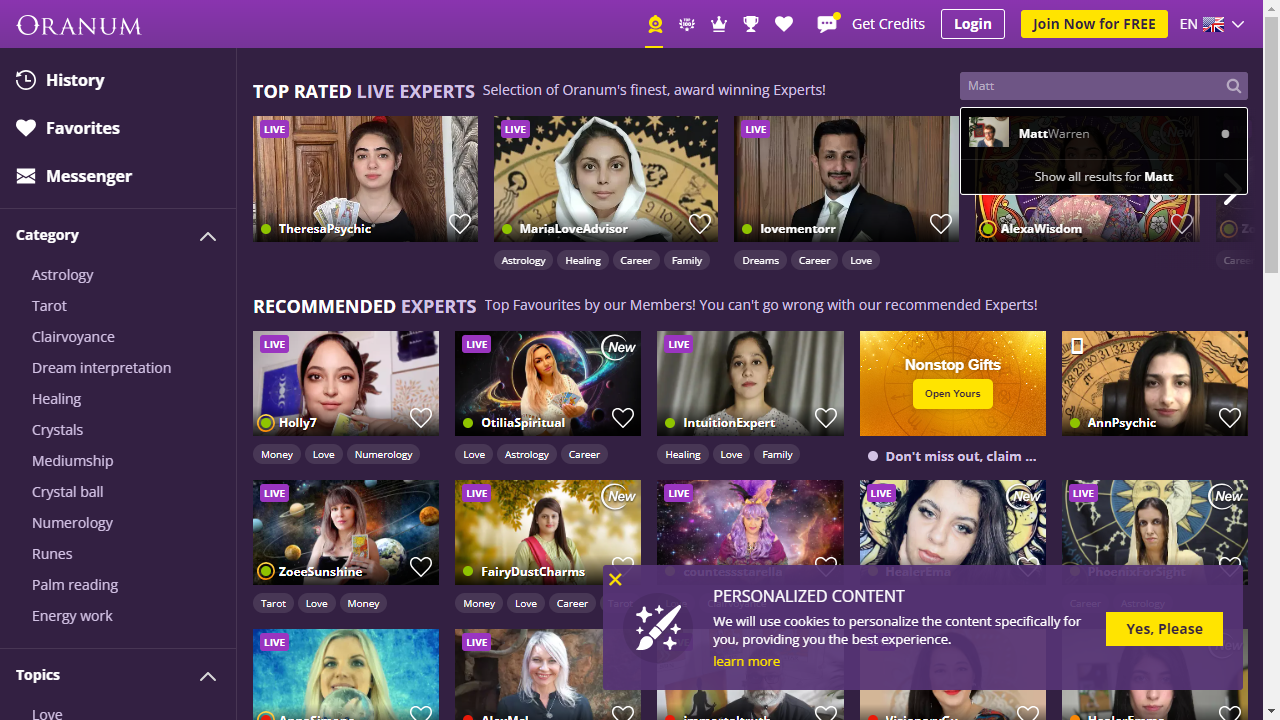 ORANUM
Get Credits
Login
Join Now for FREE
EN
History
Favorites
Messenger
Category
Astrology
Tarot
Clairvoyance
Dream interpretation
Healing
Crystals
Mediumship
Crystal ball
Numerology
Runes
Palm reading
Energy work
Topics
Love
TOP RATED LIVE EXPERTS Selection of Oranum's finest, award winning Experts!
Matt
MattWarren
Show all results for Matt
LIVE
TheresaPsychic
LIVE
MariaLoveAdvisor
Astrology Healing Career Family
LIVE
lovementorr
Dreams Career Love
AlexaWisdom
RECOMMENDED EXPERTS Top Favourites by our Members! You can't go wrong with our recommended Experts!
LIVE
Holly7
Money Love Numerology
LIVE New
OtiliaSpiritual
Love Astrology Career
LIVE
IntuitionExpert
Healing Love Family
Nonstop Gifts
Open Yours
Don't miss out, claim ...
AnnPsychic
LIVE
ZoeeSunshine
Tarot Love Money
LIVE New
FairyDustCharms
Money Love Career Tarot
LIVE
countessstarella
LIVE New
HealerEma
LIVE New
PhoenixForSight
Career Astrology
LIVE
LIVE
PERSONALIZED CONTENT
We will use cookies to personalize the content specifically for
you, providing you the best experience.
learn more
Yes, Please